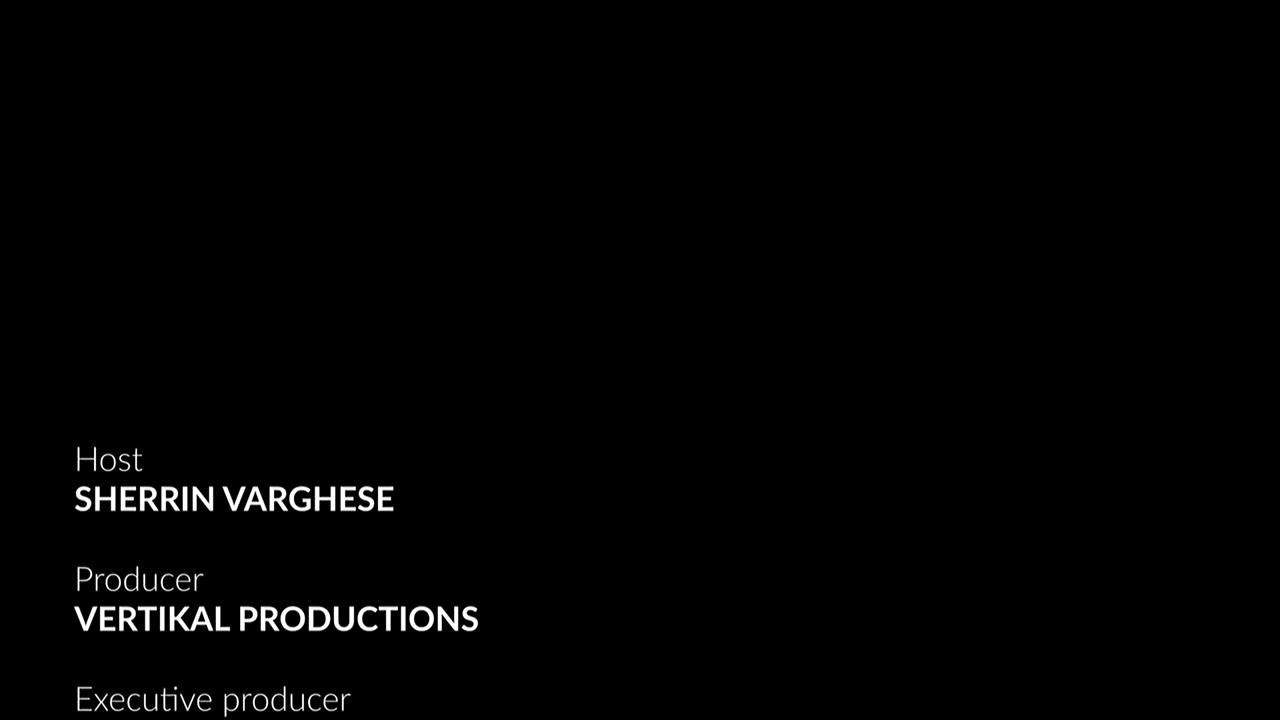 Host
SHERRIN VARGHESE
Producer
VERTIKAL PRODUCTIONS
Executive producer